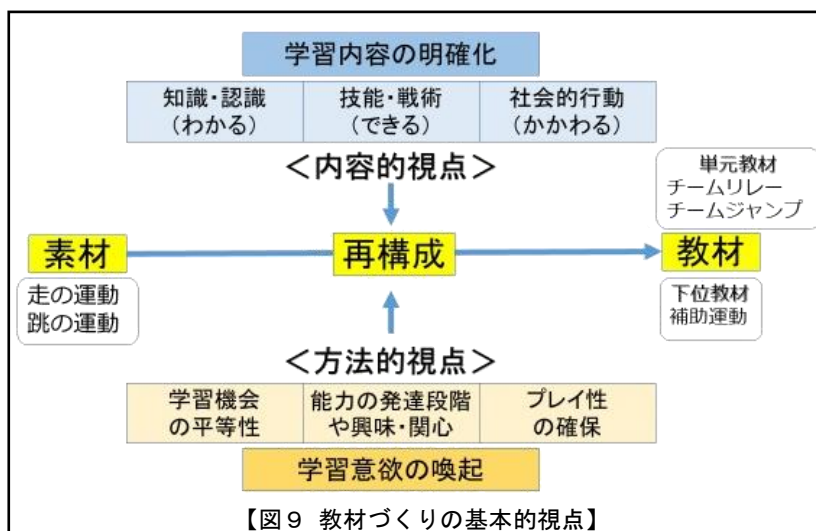 学習内容の明確化
知識・認識
(わかる)
技能・戦術
(できる)
社会的行動
(かかわる)
<内容的視点>
単元教材
チームリレー
チームジャンプ
素材
再構成
教材
走の運動
跳の運動
下位教材
補助運動
<方法的視点>
学習機会
の平等性
能力の発達段階
や興味・関心
プレイ性
の確保
学習意欲の喚起
【図9 教材づくりの基本的視点】